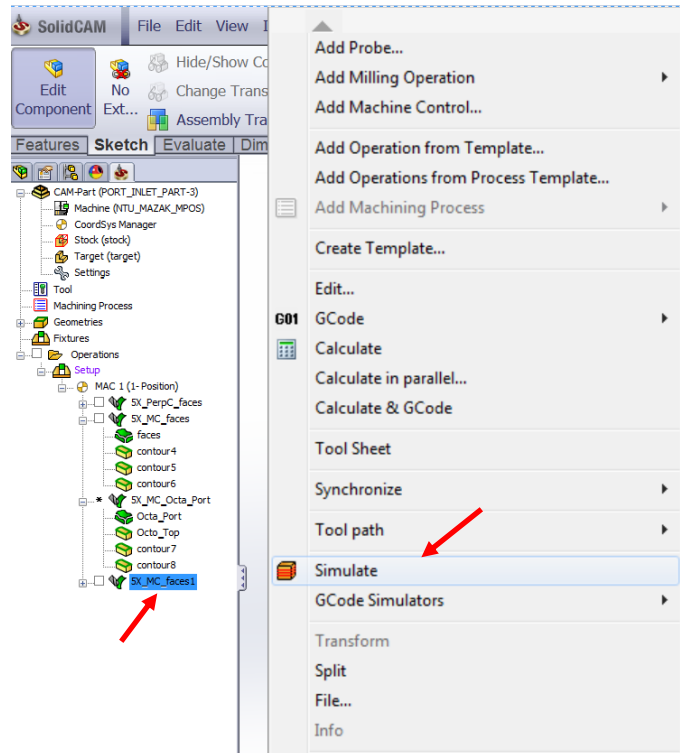 SolidCAM File Edit View I
Edit Component
No Ext...
Hide/Show Co
Change Trans
Assembly Tra
Features Sketch Evaluate Dim
CAM-Part (PORT_INLET_PART-3)
Machine (NTU_MAZAK_MPOS)
CoordSys Manager
Stock (stock)
Target (target)
Settings
Tool
Machining Process
Geometries
Fixtures
Operations
Setup
MAC 1 (1- Position)
5X_PerpC_faces
5X_MC_faces
faces
contour4
contour5
contour6
* 5X_MC_Octa_Port
Octa_Port
Octo_Top
contour7
contour8
5X_MC_faces1
Add Probe...
Add Milling Operation
Add Machine Control...
Add Operation from Template...
Add Operations from Process Template...
Add Machining Process
Create Template...
Edit...
G01 GCode
Calculate
Calculate in parallel...
Calculate & GCode
Tool Sheet
Synchronize
Tool path
Simulate
GCode Simulators
Transform
Split
File...
Info